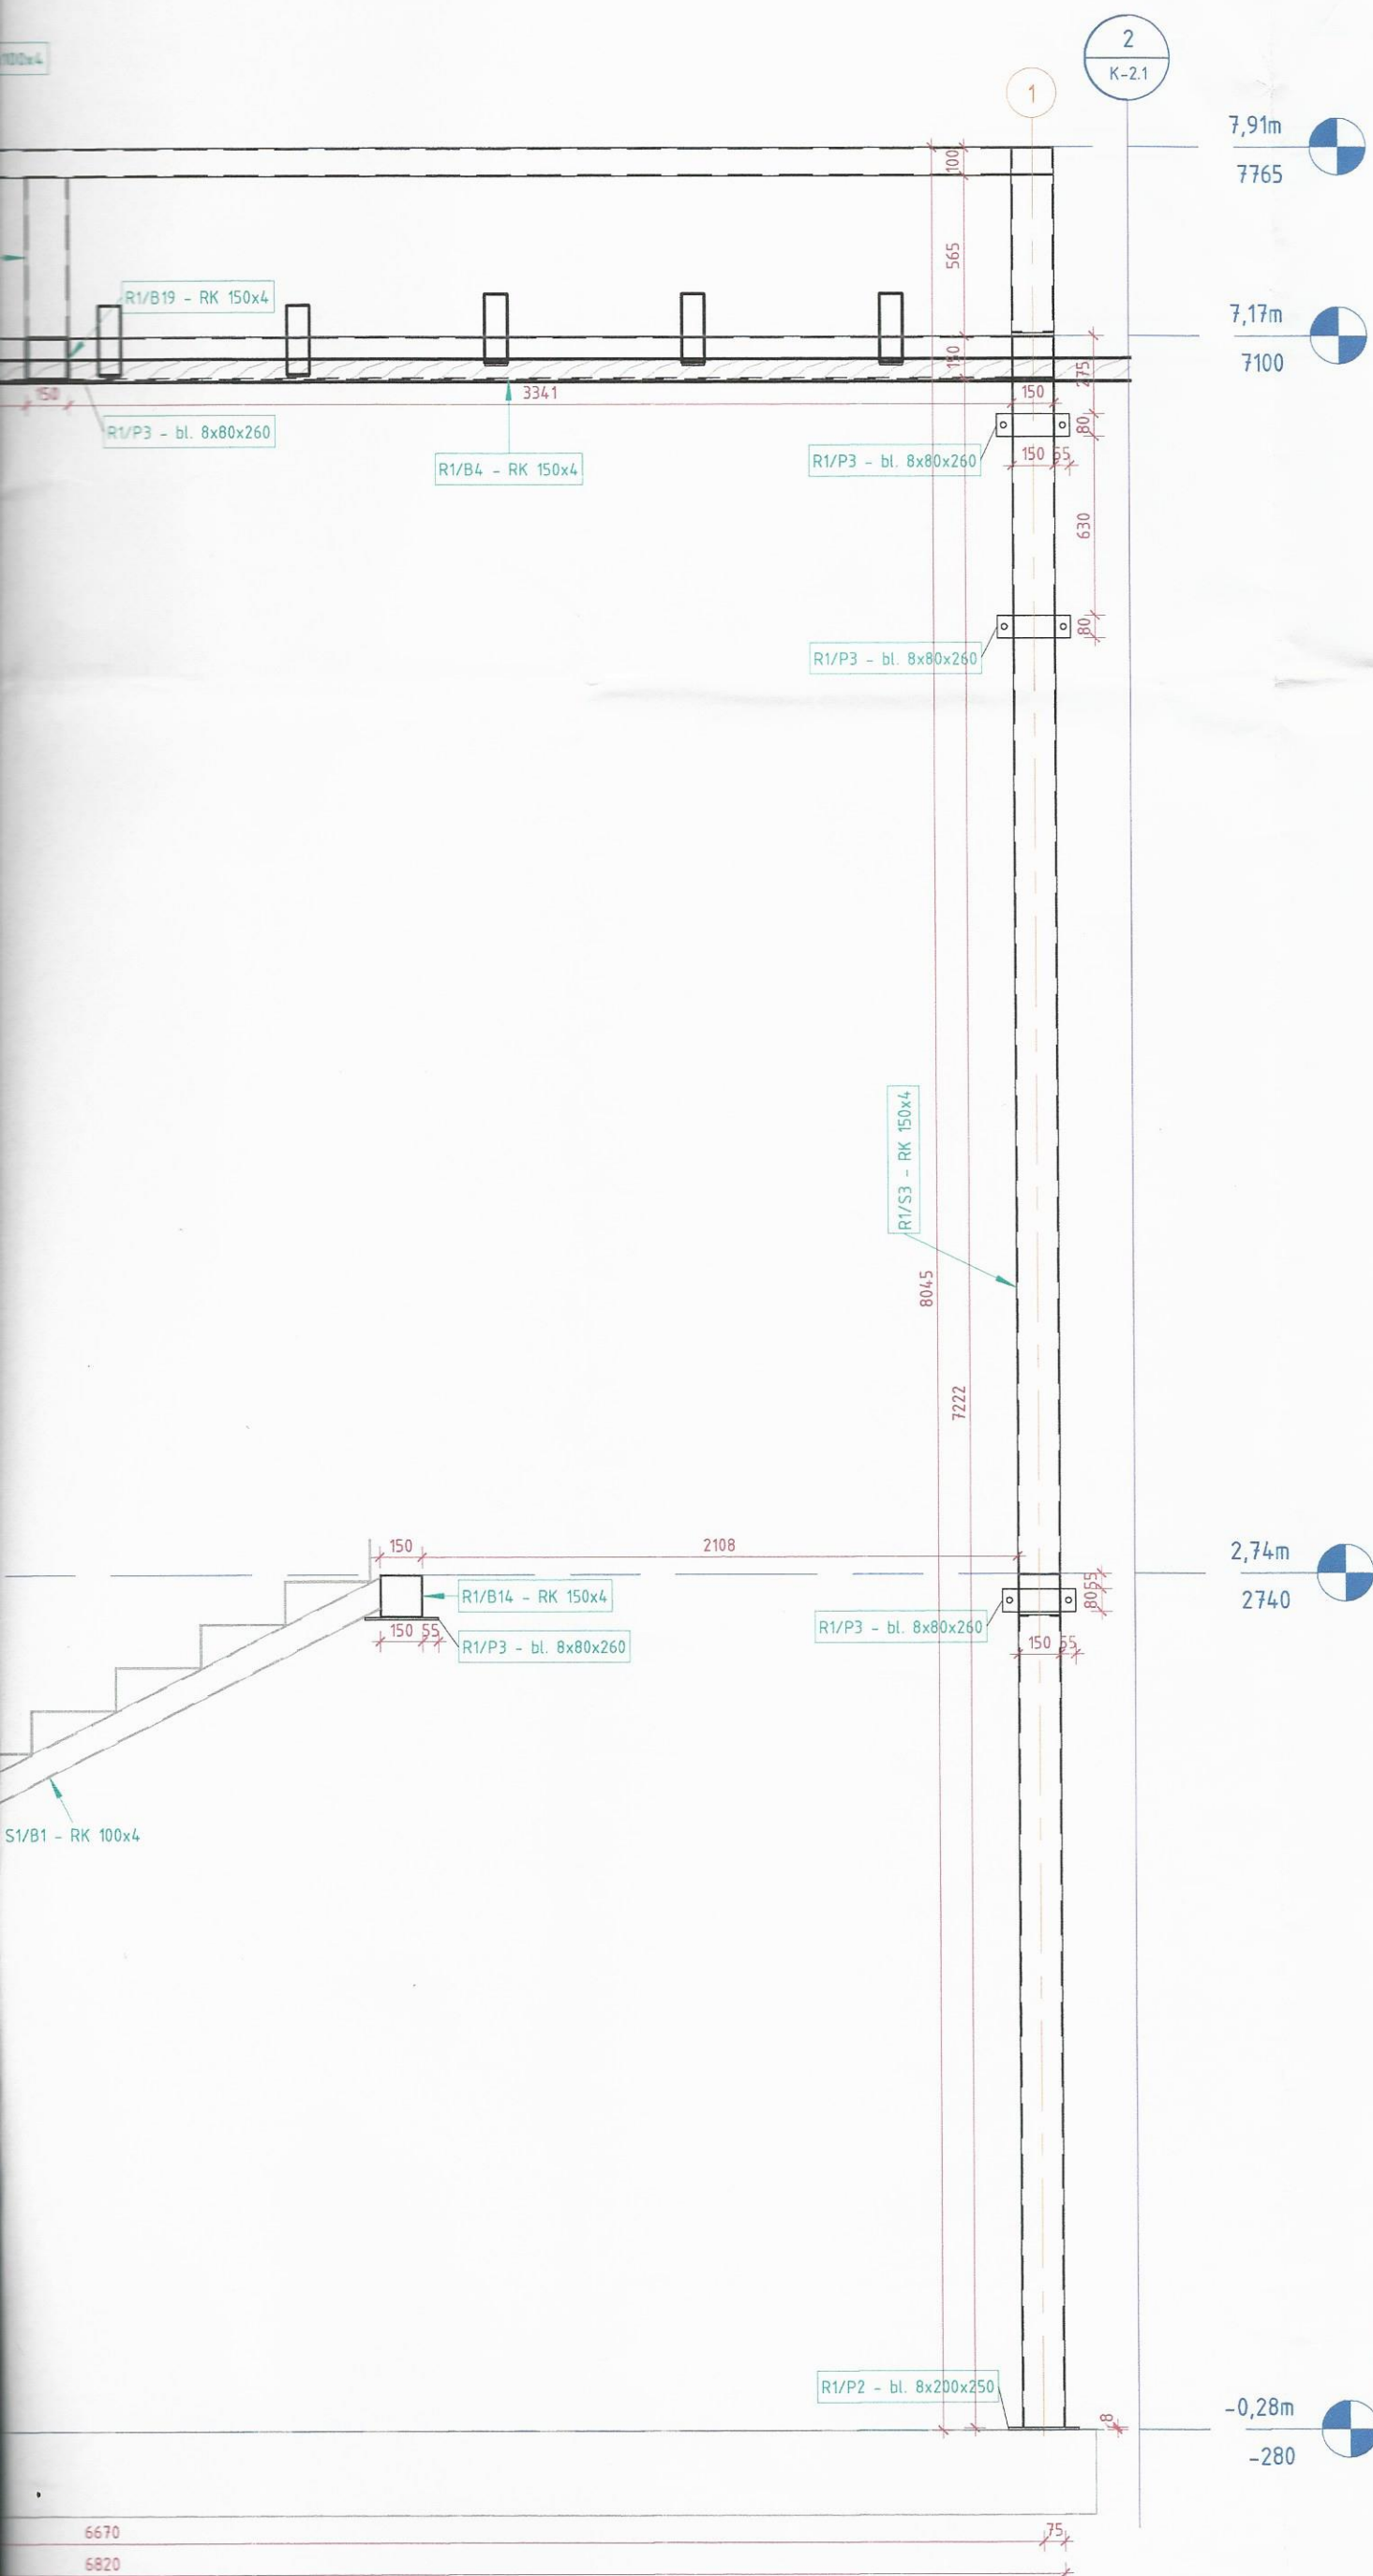 2
K-2.1
100x4
1
7,91m
7765
100
565
R1/B19 - RK 150x4
7,17m
7100
150
275
150
3341
150
80
R1/P3 - bl. 8x80x260
R1/B4 - RK 150x4
R1/P3 - bl. 8x80x260
150
55
630
80
R1/P3 - bl. 8x80x260
R1/S3 - RK 150x4
8045
7222
150
2108
2,74m
2740
55
80
R1/B14 - RK 150x4
R1/P3 - bl. 8x80x260
150
55
R1/P3 - bl. 8x80x260
150
55
S1/B1 - RK 100x4
R1/P2 - bl. 8x200x250
8
-0,28m
-280
6670
75
6820